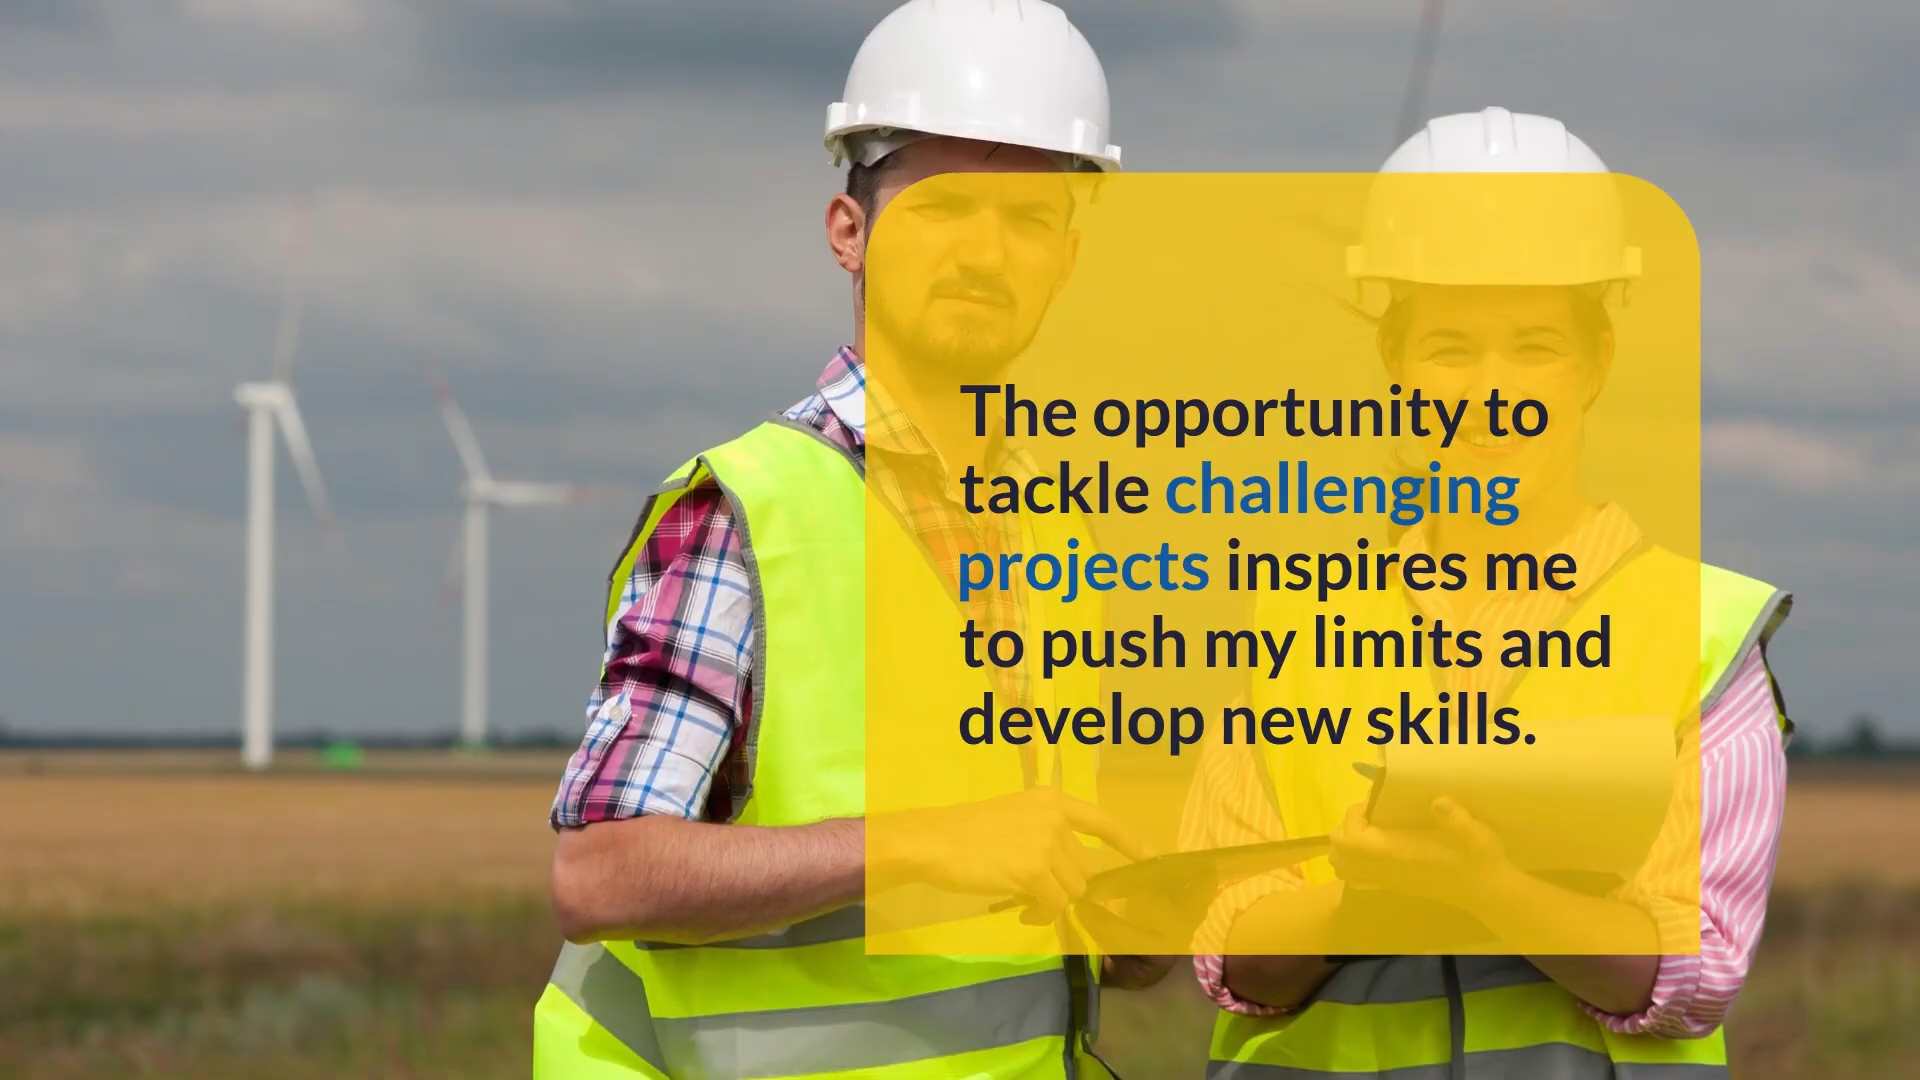 The opportunity to
tackle challenging
projects inspires me
to push my limits and
develop new skills.